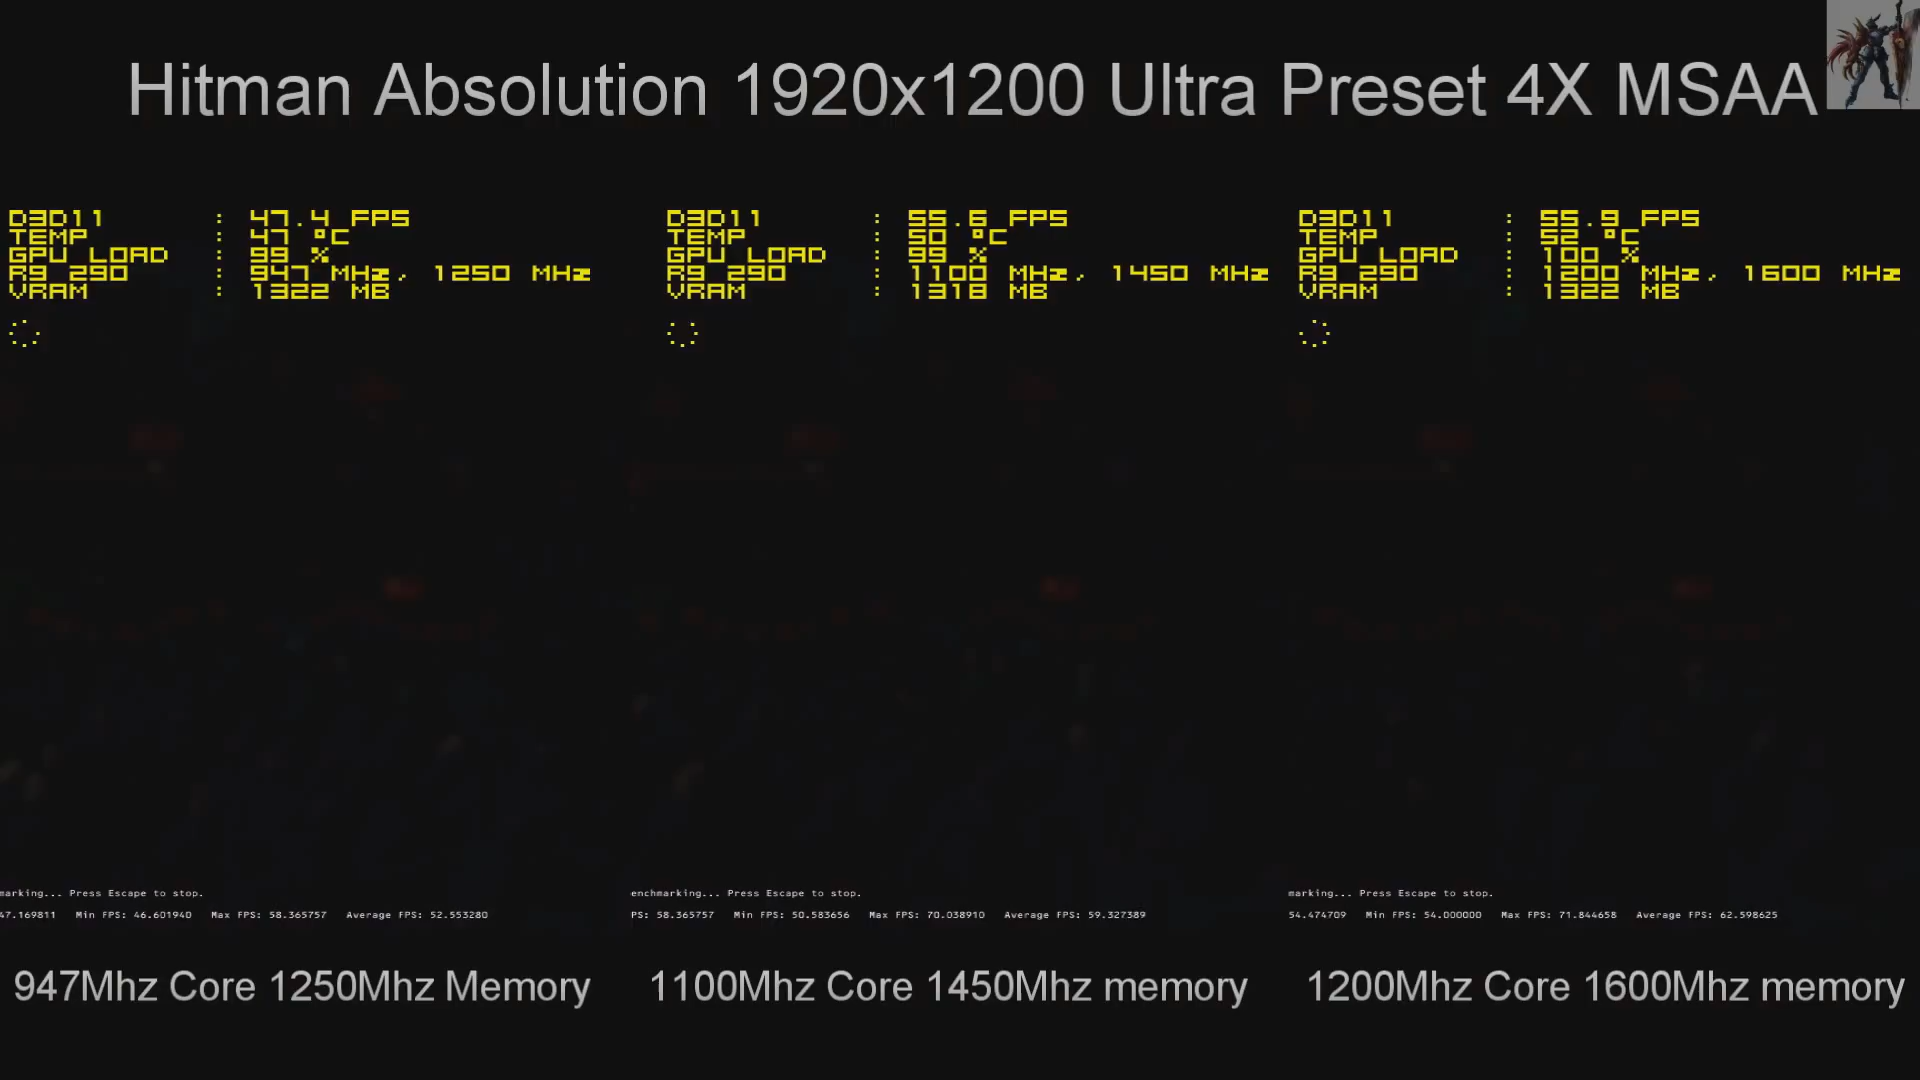 Hitman Absolution 1920x1200 Ultra Preset 4X MSAA
D3D11 : 47.4 FPS
TEMP : 47 °C
GPU LOAD : 99 %
R9 290 : 947 MHz, 1250 MHz
VRAM : 1322 MB
D3D11 : 55.6 FPS
TEMP : 50 °C
GPU LOAD : 99 %
R9 290 : 1100 MHz, 1450 MHz
VRAM : 1318 MB
D3D11 : 55.9 FPS
TEMP : 52 °C
GPU LOAD : 100 %
R9 290 : 1200 MHz, 1600 MHz
VRAM : 1322 MB
marking... Press Escape to stop.
47.169811 Min FPS: 46.601940 Max FPS: 58.365757 Average FPS: 52.553280
enchmarking... Press Escape to stop.
PS: 58.365757 Min FPS: 50.583656 Max FPS: 70.038910 Average FPS: 59.327389
marking... Press Escape to stop.
54.474709 Min FPS: 54.000000 Max FPS: 71.844658 Average FPS: 62.598625
947Mhz Core 1250Mhz Memory
1100Mhz Core 1450Mhz memory
1200Mhz Core 1600Mhz memory